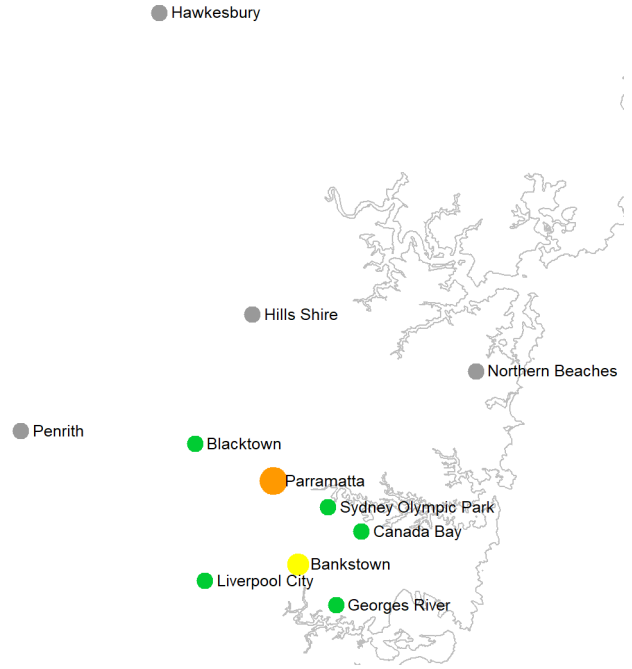 Hawkesbury
Hills Shire
Northern Beaches
Penrith
Blacktown
Parramatta
Sydney Olympic Park
Canada Bay
Bankstown
Liverpool City
Georges River